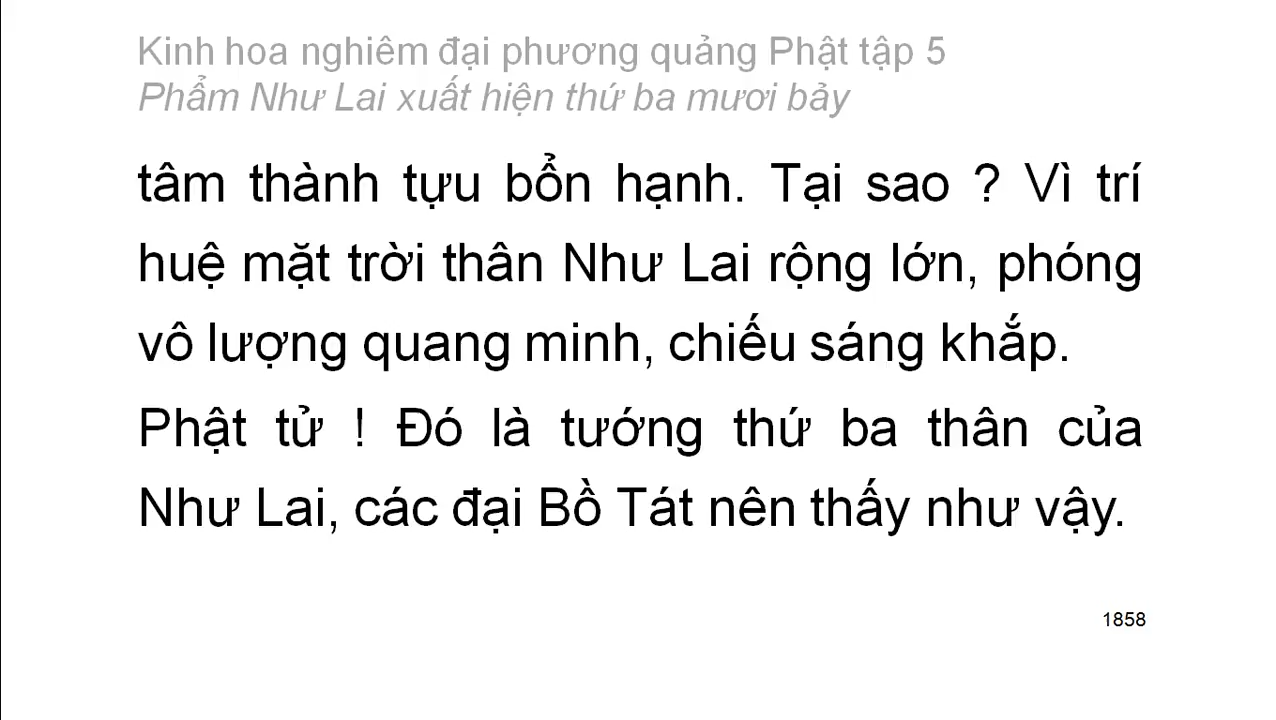 Kinh hoa nghiêm đại phương quảng Phật tập 5
Phẩm Như Lai xuất hiện thứ ba mươi bảy
tâm thành tựu bổn hạnh. Tại sao ? Vì trí
huệ mặt trời thân Như Lai rộng lớn, phóng
vô lượng quang minh, chiếu sáng khắp.
Phật tử ! Đó là tướng thứ ba thân của
Như Lai, các đại Bồ Tát nên thấy như vậy.
1858